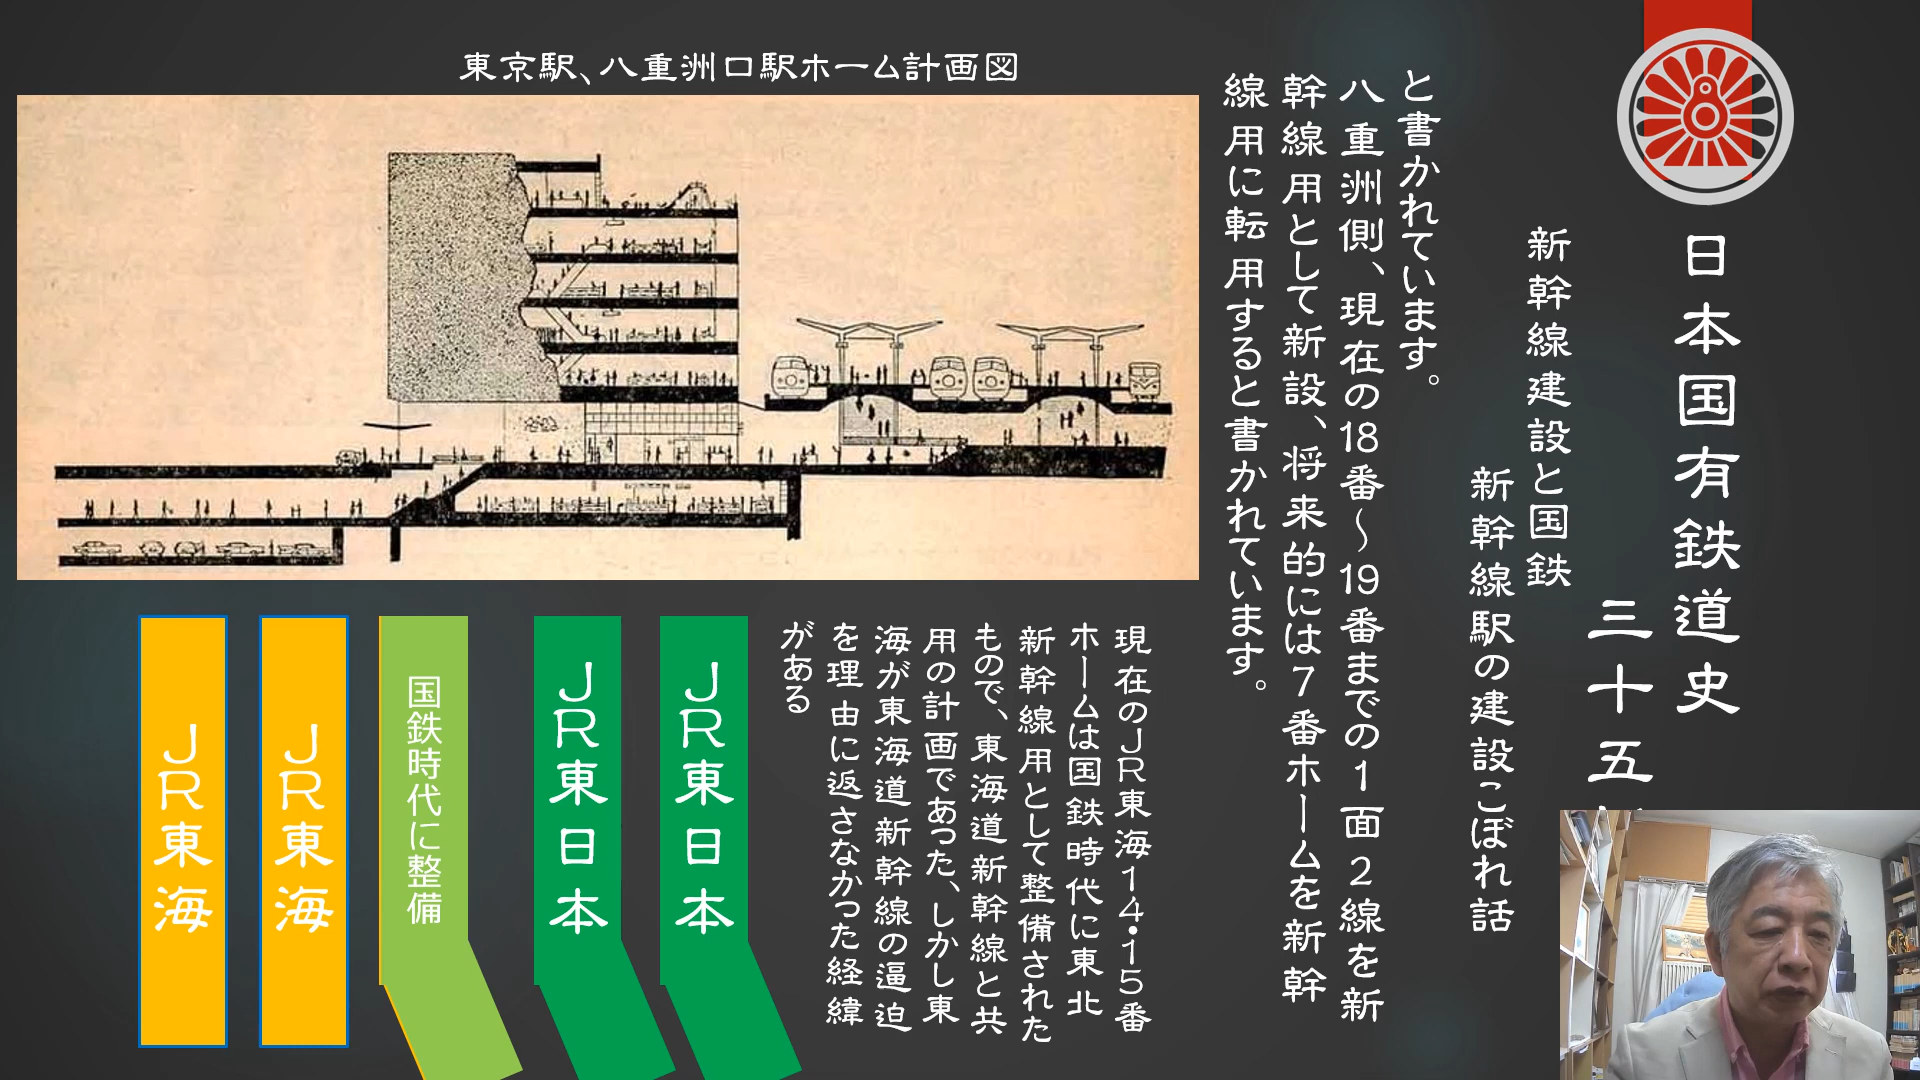 日本国有鉄道史
三十五
新幹線建設と国鉄
新幹線駅の建設こぼれ話
と書かれています。
八重洲側、現在の18番～19番までの1面2線を新
幹線用として新設、将来的には7番ホームを新幹
線用に転用すると書かれています。
東京駅、八重洲口駅ホーム計画図
現在のJR東海14・15番
ホームは国鉄時代に東北
新幹線用として整備された
もので、東海道新幹線と共
用の計画であった、しかし東
海が東海道新幹線の逼迫
を理由に返さなかった経緯
がある
JR東日本
JR東日本
国鉄時代に整備
JR東海
JR東海